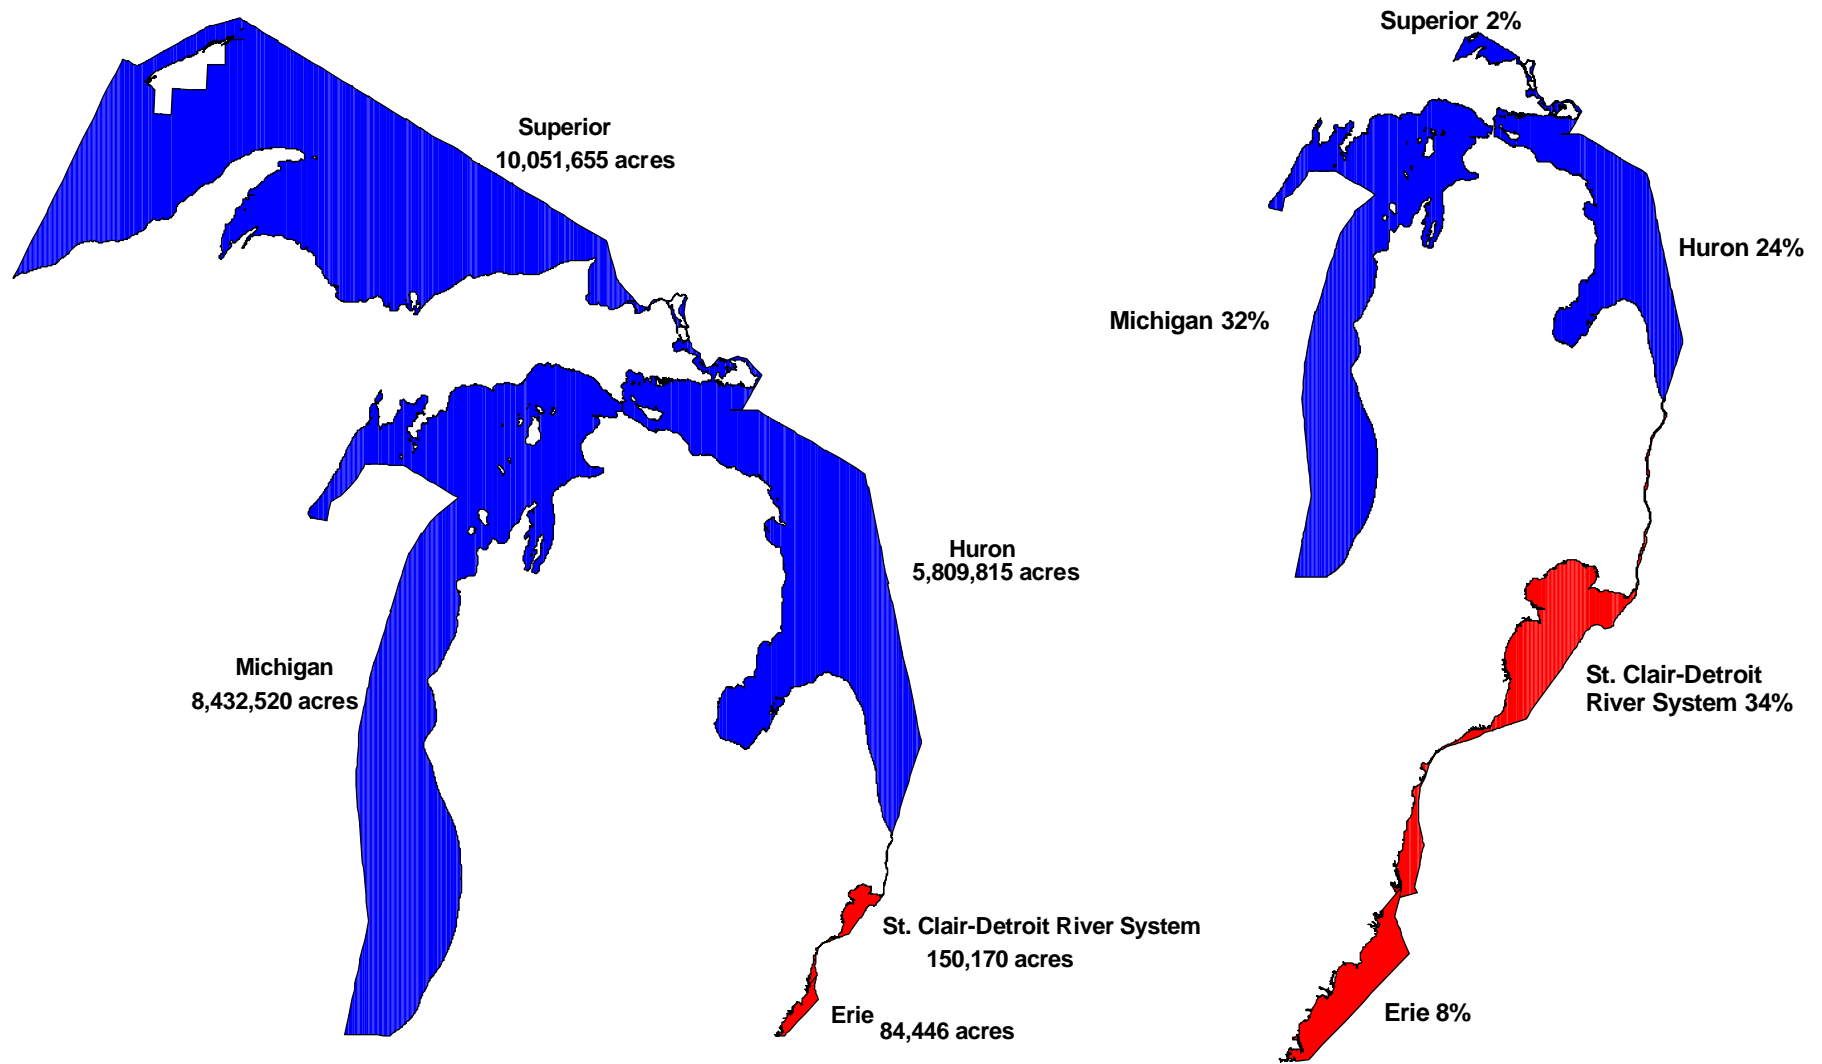 Superior
10,051,655 acres
Huron
5,809,815 acres
Michigan
8,432,520 acres
St. Clair-Detroit River System
150,170 acres
Erie
84,446 acres
Superior 2%
Huron 24%
Michigan 32%
St. Clair-Detroit
River System 34%
Erie 8%